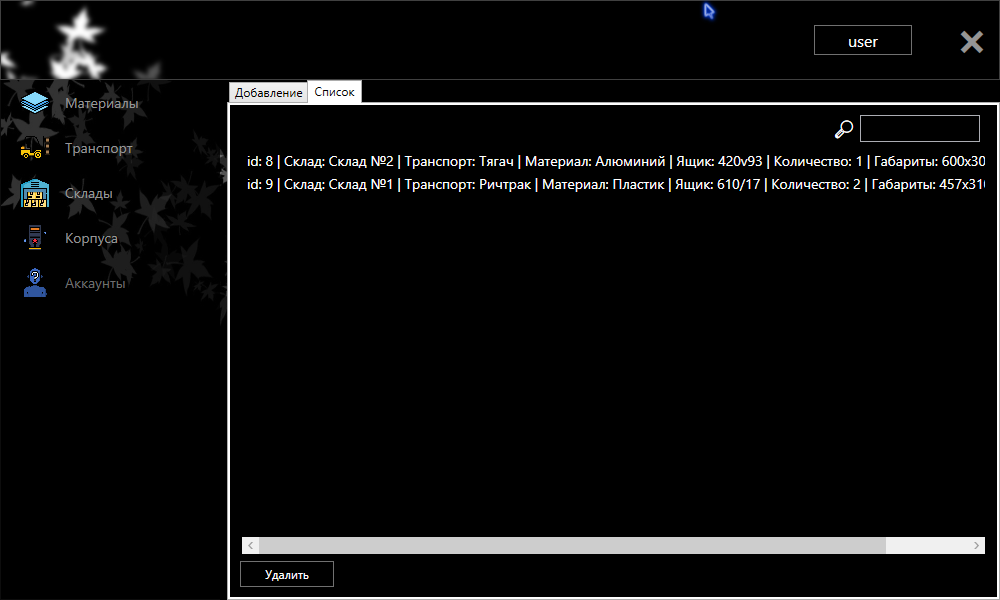 user
Материалы
Транспорт
Склады
Корпуса
Аккаунты
Добавление
Список
id: 8 | Склад: Склад №2 | Транспорт: Тягач | Материал: Алюминий | Ящик: 420v93 | Количество: 1 | Габариты: 600x30
id: 9 | Склад: Склад №1 | Транспорт: Ричтрак | Материал: Пластик | Ящик: 610/17 | Количество: 2 | Габариты: 457x310
Удалить